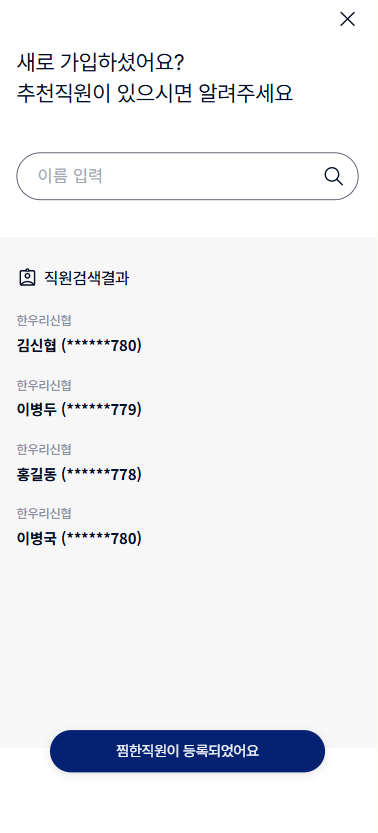 새로 가입하셨어요?
추천직원이 있으시면 알려주세요
이름 입력
직원검색결과
한우리신협
김신협 (******780)
한우리신협
이병두 (******779)
한우리신협
홍길동 (******778)
한우리신협
이병국 (******780)
찜한직원이 등록되었어요